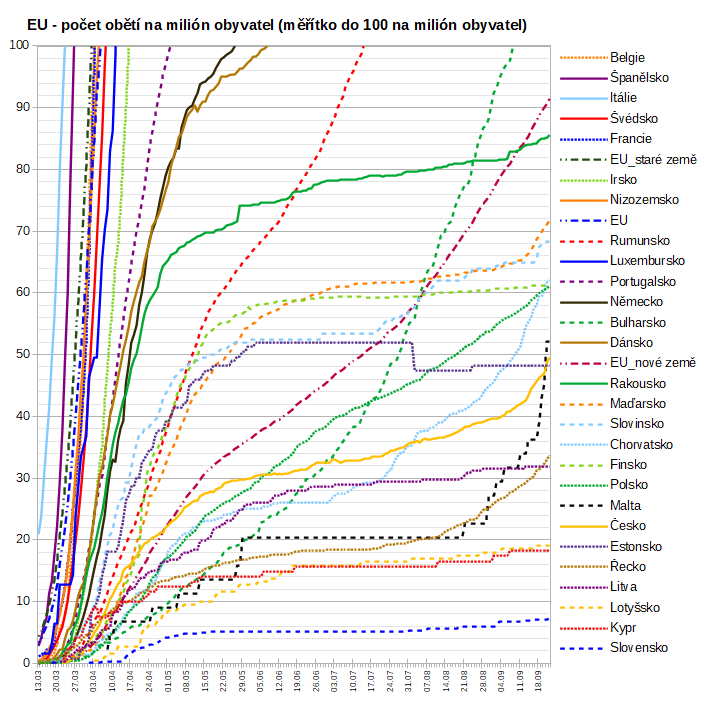 EU - počet obětí na milión obyvatel (měřítko do 100 na milión obyvatel)
100
90
80
70
60
50
40
30
20
10
0
13.03
20.03
27.03
03.04
10.04
17.04
24.04
01.05
08.05
15.05
22.05
29.05
05.06
12.06
19.06
26.06
03.07
10.07
17.07
24.07
31.07
07.08
14.08
21.08
28.08
04.09
11.09
18.09
Belgie
Španělsko
Itálie
Švédsko
Francie
EU_staré země
Irsko
Nizozemsko
EU
Rumunsko
Luxembursko
Portugalsko
Německo
Bulharsko
Dánsko
EU_nové země
Rakousko
Maďarsko
Slovinsko
Chorvatsko
Finsko
Polsko
Malta
Česko
Estonsko
Řecko
Litva
Lotyšsko
Kypr
Slovensko